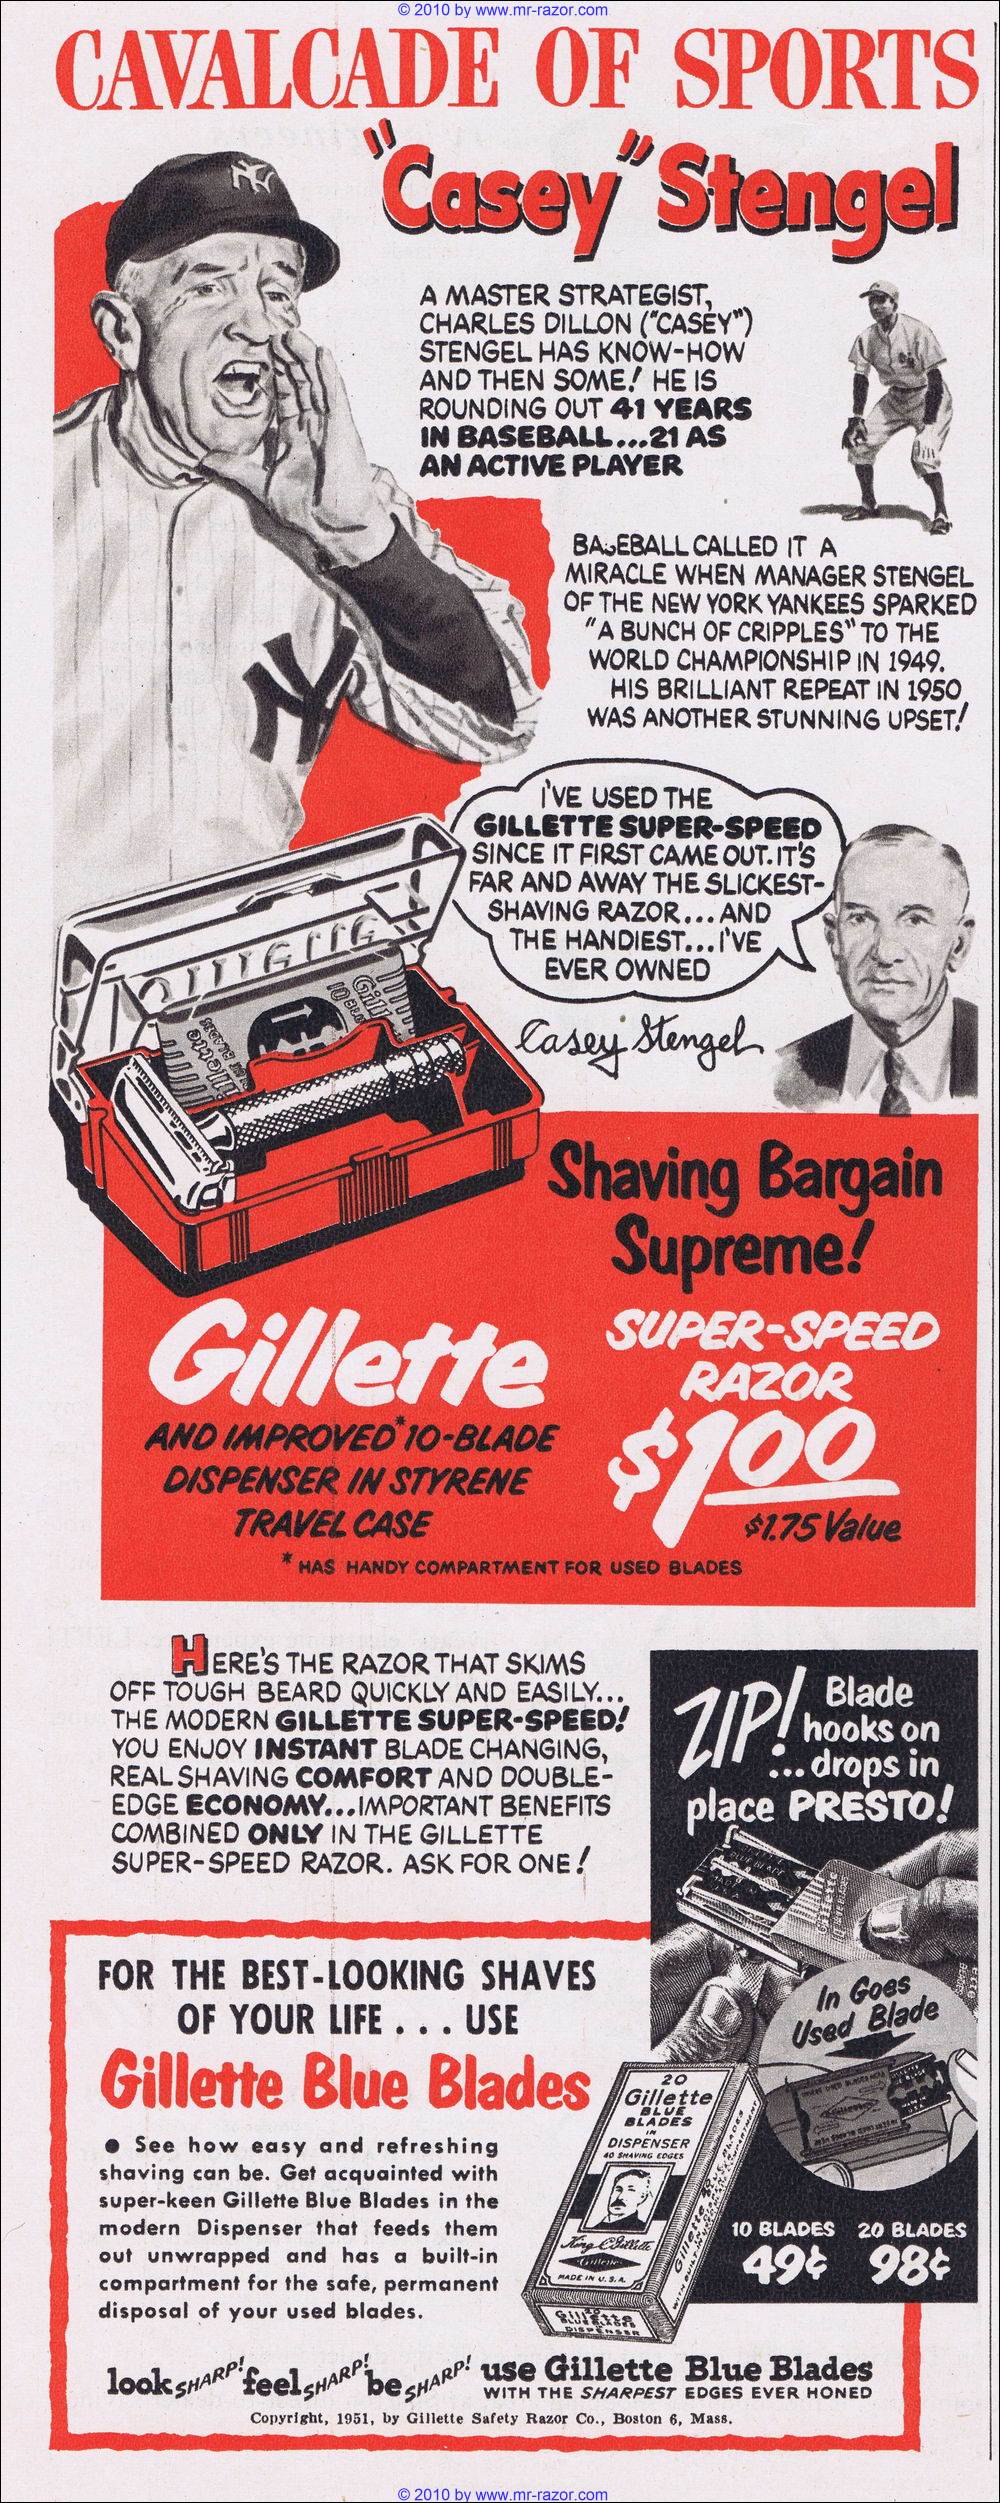 © 2010 by www.mr-razor.com
CAVALCADE OF SPORTS
"Casey" Stengel
A MASTER STRATEGIST,
CHARLES DILLON ("CASEY")
STENGEL HAS KNOW-HOW
AND THEN SOME! HE IS
ROUNDING OUT 41 YEARS
IN BASEBALL...21 AS
AN ACTIVE PLAYER
BASEBALL CALLED IT A
MIRACLE WHEN MANAGER STENGEL
OF THE NEW YORK YANKEES SPARKED
"A BUNCH OF CRIPPLES" TO THE
WORLD CHAMPIONSHIP IN 1949.
HIS BRILLIANT REPEAT IN 1950
WAS ANOTHER STUNNING UPSET!
I'VE USED THE
GILLETTE SUPER-SPEED
SINCE IT FIRST CAME OUT. IT'S
FAR AND AWAY THE SLICKEST-
SHAVING RAZOR...AND
THE HANDIEST...I'VE
EVER OWNED
Casey Stengel
Shaving Bargain
Supreme!
Gillette
SUPER-SPEED
RAZOR
$1.00
$1.75 Value
AND IMPROVED* 10-BLADE
DISPENSER IN STYRENE
TRAVEL CASE
* HAS HANDY COMPARTMENT FOR USED BLADES
HERE'S THE RAZOR THAT SKIMS
OFF TOUGH BEARD QUICKLY AND EASILY...
THE MODERN GILLETTE SUPER-SPEED!
YOU ENJOY INSTANT BLADE CHANGING,
REAL SHAVING COMFORT AND DOUBLE-
EDGE ECONOMY...IMPORTANT BENEFITS
COMBINED ONLY IN THE GILLETTE
SUPER-SPEED RAZOR. ASK FOR ONE!
ZIP! Blade
hooks on
...drops in
place PRESTO!
In Goes
Used Blade
FOR THE BEST-LOOKING SHAVES
OF YOUR LIFE . . . USE
Gillette Blue Blades
● See how easy and refreshing
shaving can be. Get acquainted with
super-keen Gillette Blue Blades in the
modern Dispenser that feeds them
out unwrapped and has a built-in
compartment for the safe, permanent
disposal of your used blades.
20
Gillette
BLUE
BLADES
IN
DISPENSER
40 SHAVING EDGES
King C Gillette
Gillette
MADE IN U.S.A.
10 BLADES 20 BLADES
49¢ 98¢
look SHARP! feel SHARP! be SHARP! use Gillette Blue Blades
WITH THE SHARPEST EDGES EVER HONED
Copyright, 1951, by Gillette Safety Razor Co., Boston 6, Mass.
© 2010 by www.mr-razor.com